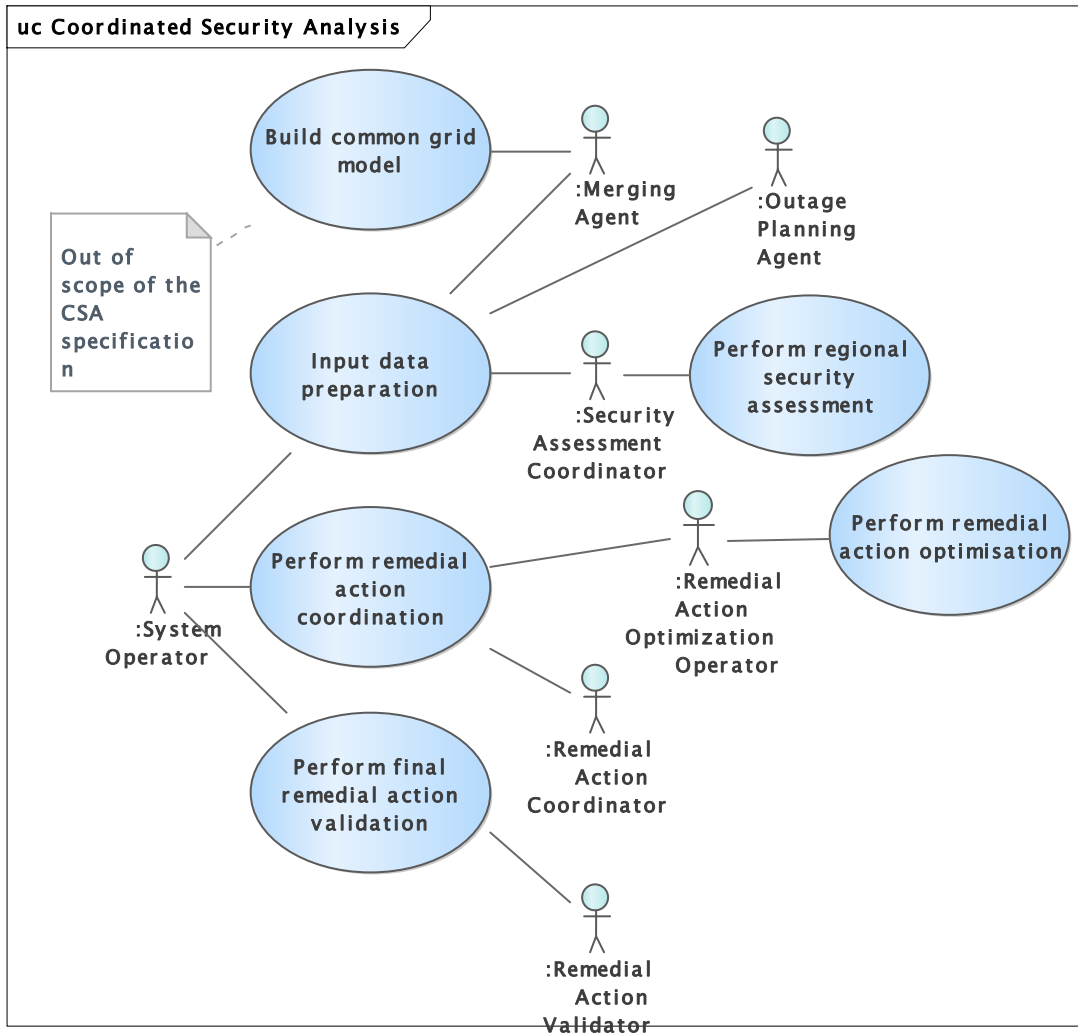 uc Coordinated Security Analysis
Build common grid
model
:Merging
Agent
:Outage
Planning
Agent
Out of
scope of the
CSA
specificatio
n
Input data
preparation
:Security
Assessment
Coordinator
Perform regional
security
assessment
Perform remedial
action optimisation
:System
Operator
Perform remedial
action
coordination
:Remedial
Action
Optimization
Operator
:Remedial
Action
Coordinator
Perform final
remedial action
validation
:Remedial
Action
Validator